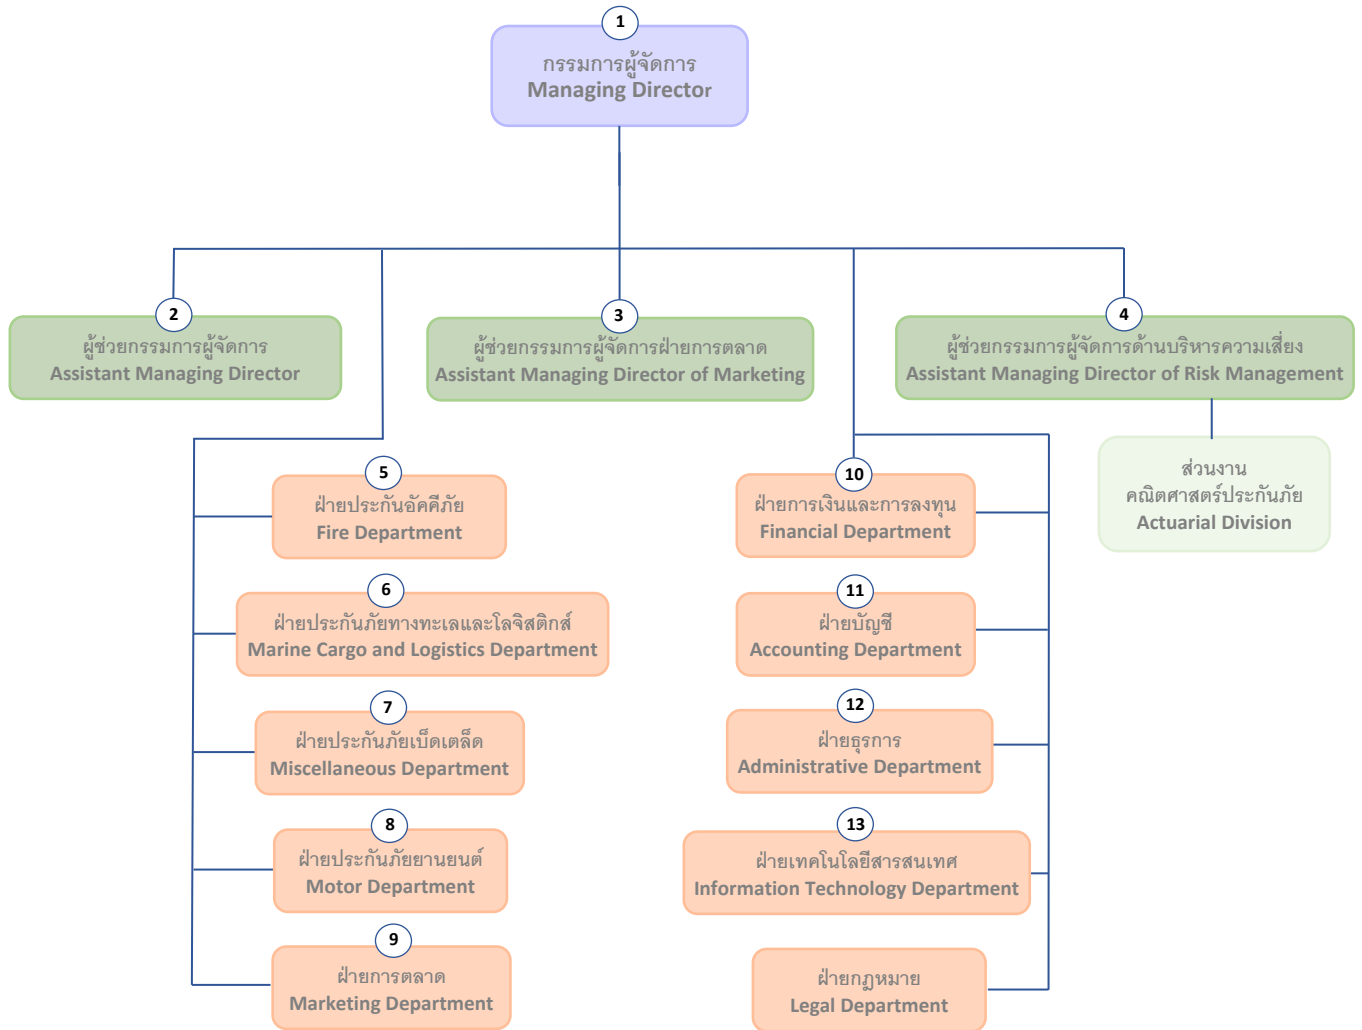 1
กรรมการผู้จัดการ
Managing Director
2
ผู้ช่วยกรรมการผู้จัดการ
Assistant Managing Director
3
ผู้ช่วยกรรมการผู้จัดการฝ่ายการตลาด
Assistant Managing Director of Marketing
4
ผู้ช่วยกรรมการผู้จัดการด้านบริหารความเสี่ยง
Assistant Managing Director of Risk Management
ส่วนงาน
คณิตศาสตร์ประกันภัย
Actuarial Division
5
ฝ่ายประกันอัคคีภัย
Fire Department
6
ฝ่ายประกันภัยทางทะเลและโลจิสติกส์
Marine Cargo and Logistics Department
7
ฝ่ายประกันภัยเบ็ดเตล็ด
Miscellaneous Department
8
ฝ่ายประกันภัยยานยนต์
Motor Department
9
ฝ่ายการตลาด
Marketing Department
10
ฝ่ายการเงินและการลงทุน
Financial Department
11
ฝ่ายบัญชี
Accounting Department
12
ฝ่ายธุรการ
Administrative Department
13
ฝ่ายเทคโนโลยีสารสนเทศ
Information Technology Department
ฝ่ายกฎหมาย
Legal Department